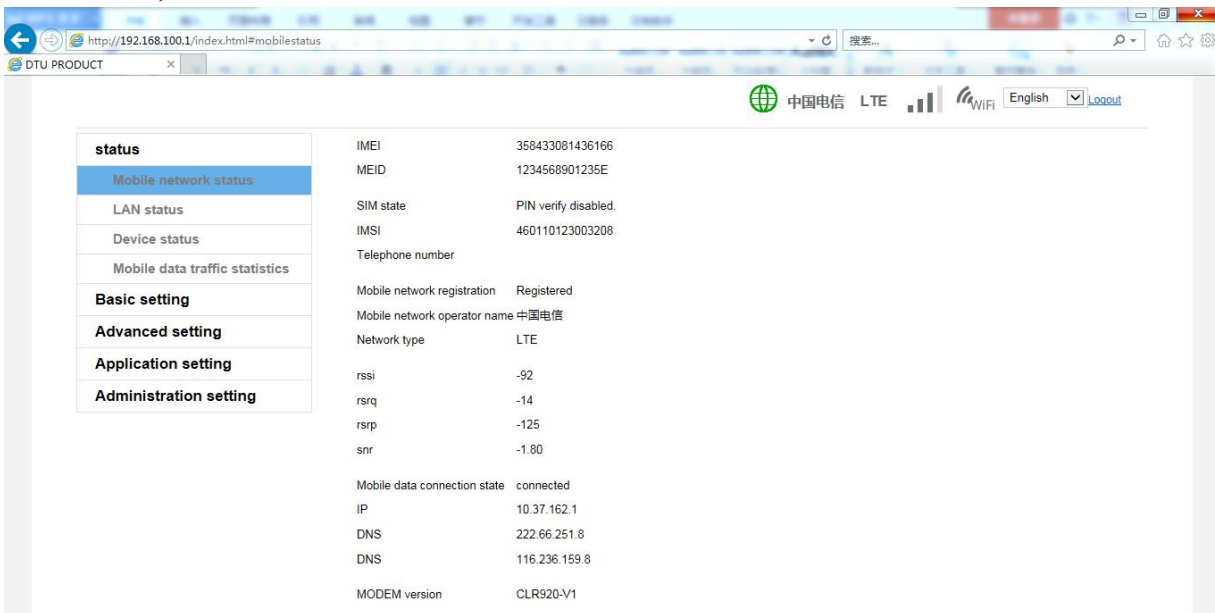 http://192.168.100.1/index.html#mobilestatus
搜索...
DTU PRODUCT
中国电信 LTE WiFi English Logout
status
Mobile network status
LAN status
Device status
Mobile data traffic statistics
Basic setting
Advanced setting
Application setting
Administration setting
IMEI 358433081436166
MEID 1234568901235E
SIM state PIN verify disabled.
IMSI 460110123003208
Telephone number
Mobile network registration Registered
Mobile network operator name 中国电信
Network type LTE
rssi -92
rsrq -14
rsrp -125
snr -1.80
Mobile data connection state connected
IP 10.37.162.1
DNS 222.66.251.8
DNS 116.236.159.8
MODEM version CLR920-V1